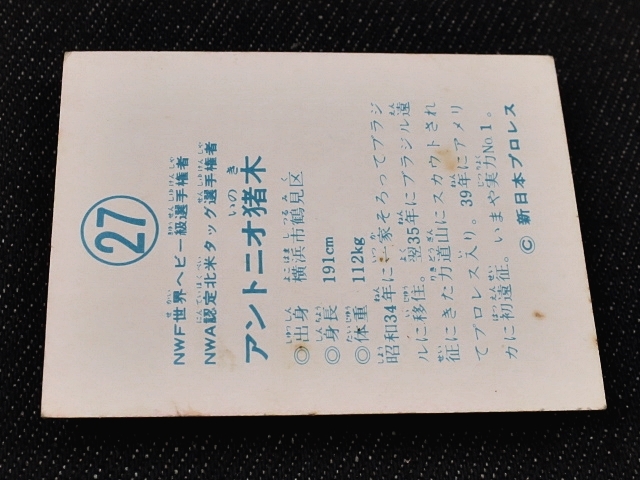 27
NWF世界ヘビー級選手権者
NWA認定北米タッグ選手権者
アントニオ猪木
◎出身 横浜市鶴見区
◎身長 191cm
◎体重 112kg
昭和34年に一家そろってブラジ
ルに移住。翌35年にブラジル遠
征にきた力道山にスカウトされ
てプロレス入り。39年にアメリ
カに初遠征。いまや実力No1。
© 新日本プロレス